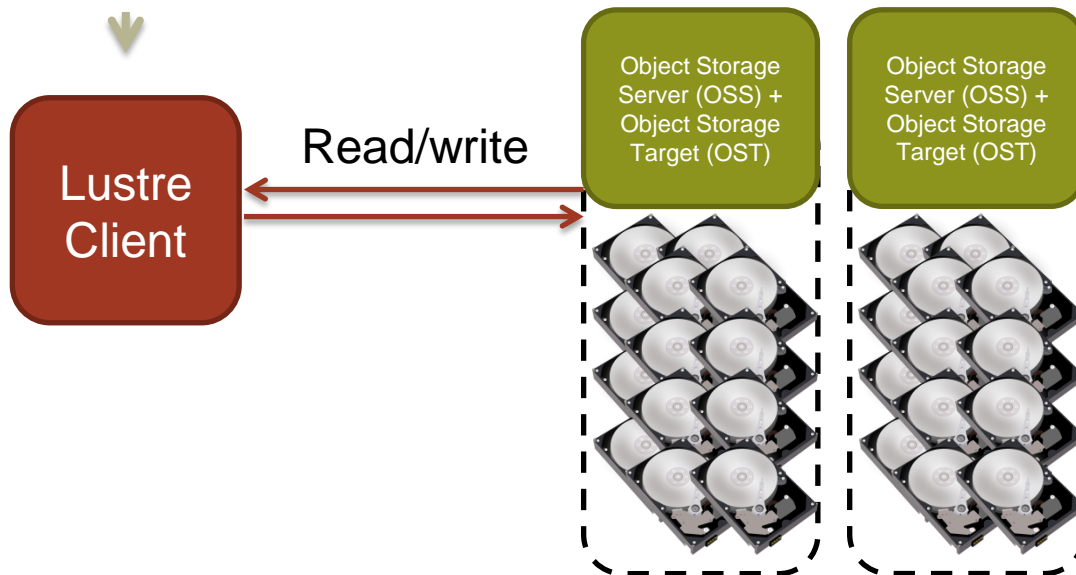 Lustre
Client
Read/write
Object Storage
Server (OSS) +
Object Storage
Target (OST)
Object Storage
Server (OSS) +
Object Storage
Target (OST)